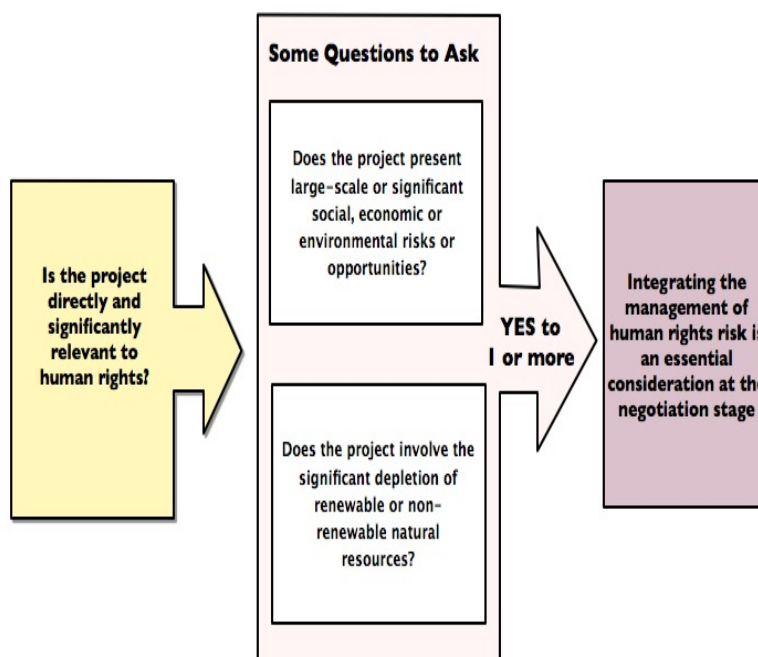 Is the project
directly and
significantly
relevant to
human rights?
Some Questions to Ask
Does the project present
large-scale or significant
social, economic or
environmental risks or
opportunities?
Does the project involve the
significant depletion of
renewable or non-
renewable natural
resources?
YES to
1 or more
Integrating the
management of
human rights risk is
an essential
consideration at the
negotiation stage